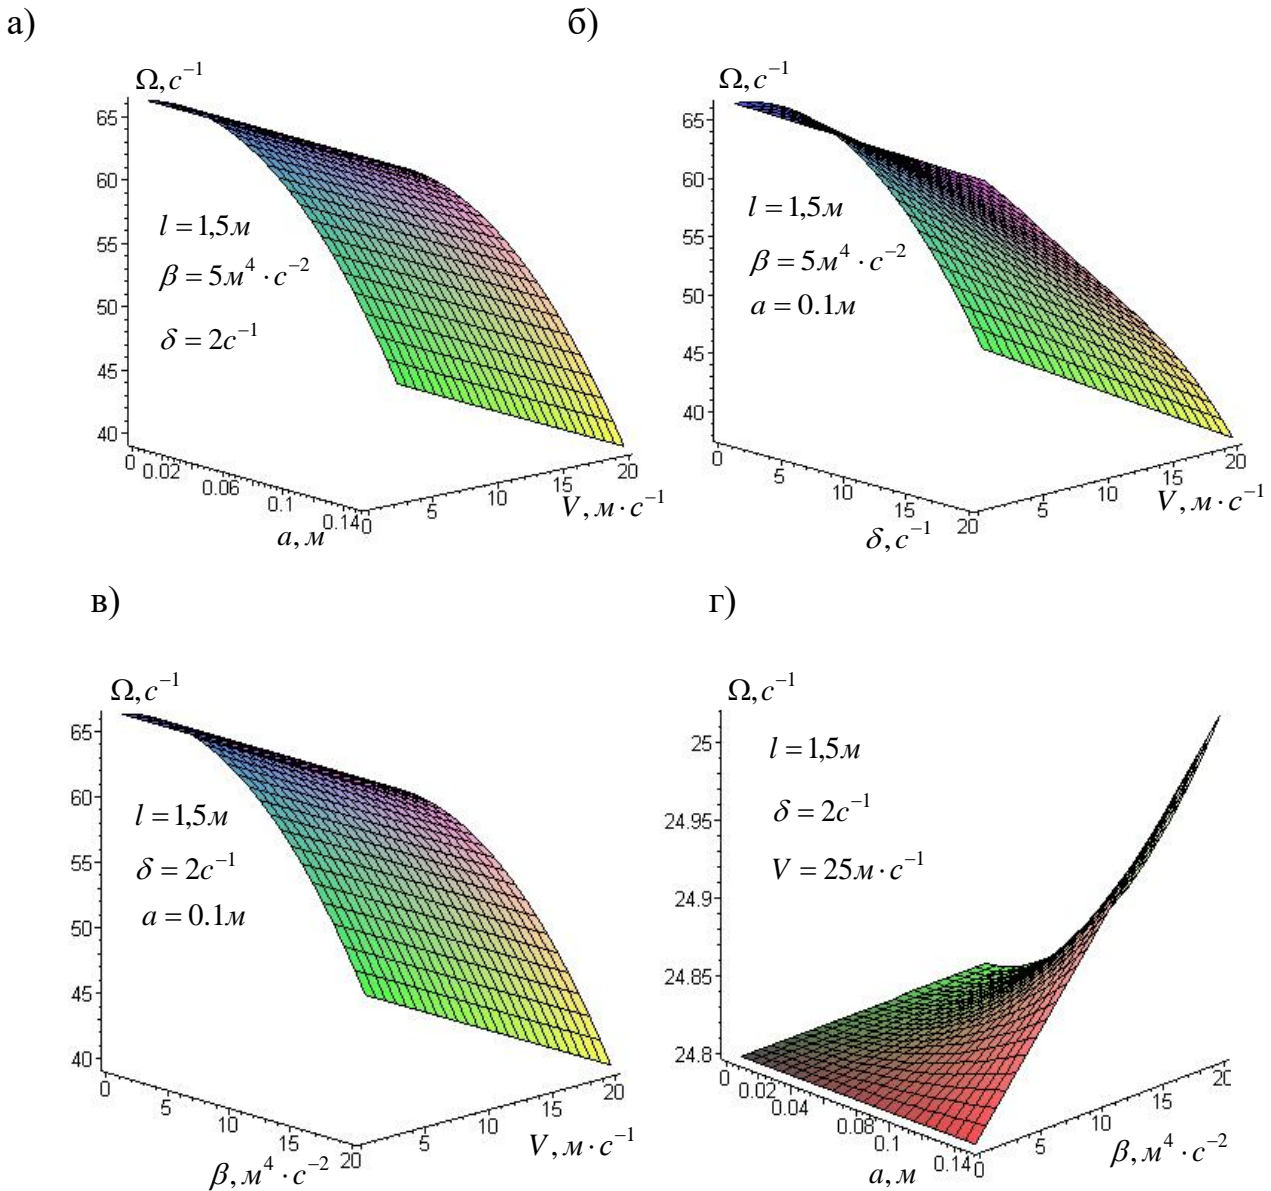 а)
Ω, с⁻¹
65
60
55
50
45
40
l = 1,5м
β = 5м⁴ · с⁻²
δ = 2с⁻¹
0 0.02 0.06 0.1 0.14
a, м
0 5 10 15 20
V, м · с⁻¹
б)
Ω, с⁻¹
65
60
55
50
45
40
l = 1,5м
β = 5м⁴ · с⁻²
a = 0.1м
0 5 10 15 20
δ, с⁻¹
5 10 15 20
V, м · с⁻¹
в)
Ω, с⁻¹
65
60
55
50
45
40
l = 1,5м
δ = 2с⁻¹
a = 0.1м
0 5 10 15 20
β, м⁴ · с⁻²
5 10 15 20
V, м · с⁻¹
г)
Ω, с⁻¹
25
24.95
24.9
24.85
24.8
l = 1,5м
δ = 2с⁻¹
V = 25м · с⁻¹
0 0.02 0.04 0.08 0.1 0.14
a, м
0 5 10 15 20
β, м⁴ · с⁻²